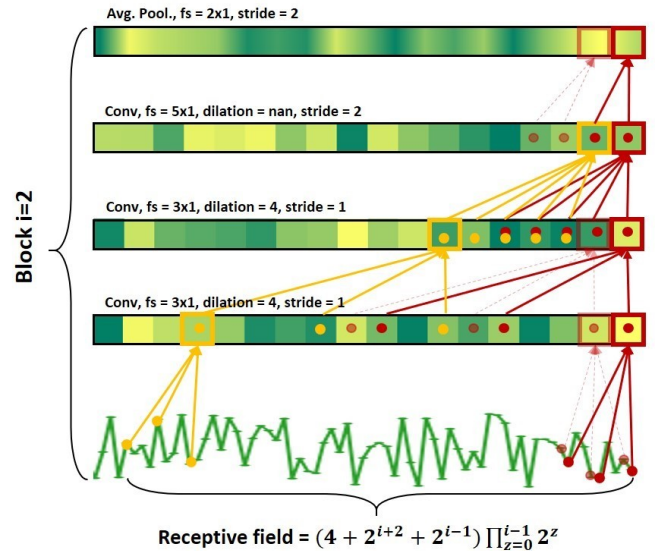 Avg. Pool., fs = 2x1, stride = 2
Conv, fs = 5x1, dilation = nan, stride = 2
Conv, fs = 3x1, dilation = 4, stride = 1
Conv, fs = 3x1, dilation = 4, stride = 1
Block i=2
Receptive field = $(4 + 2^{i+2} + 2^{i-1}) \prod_{z=0}^{i-1} 2^z$